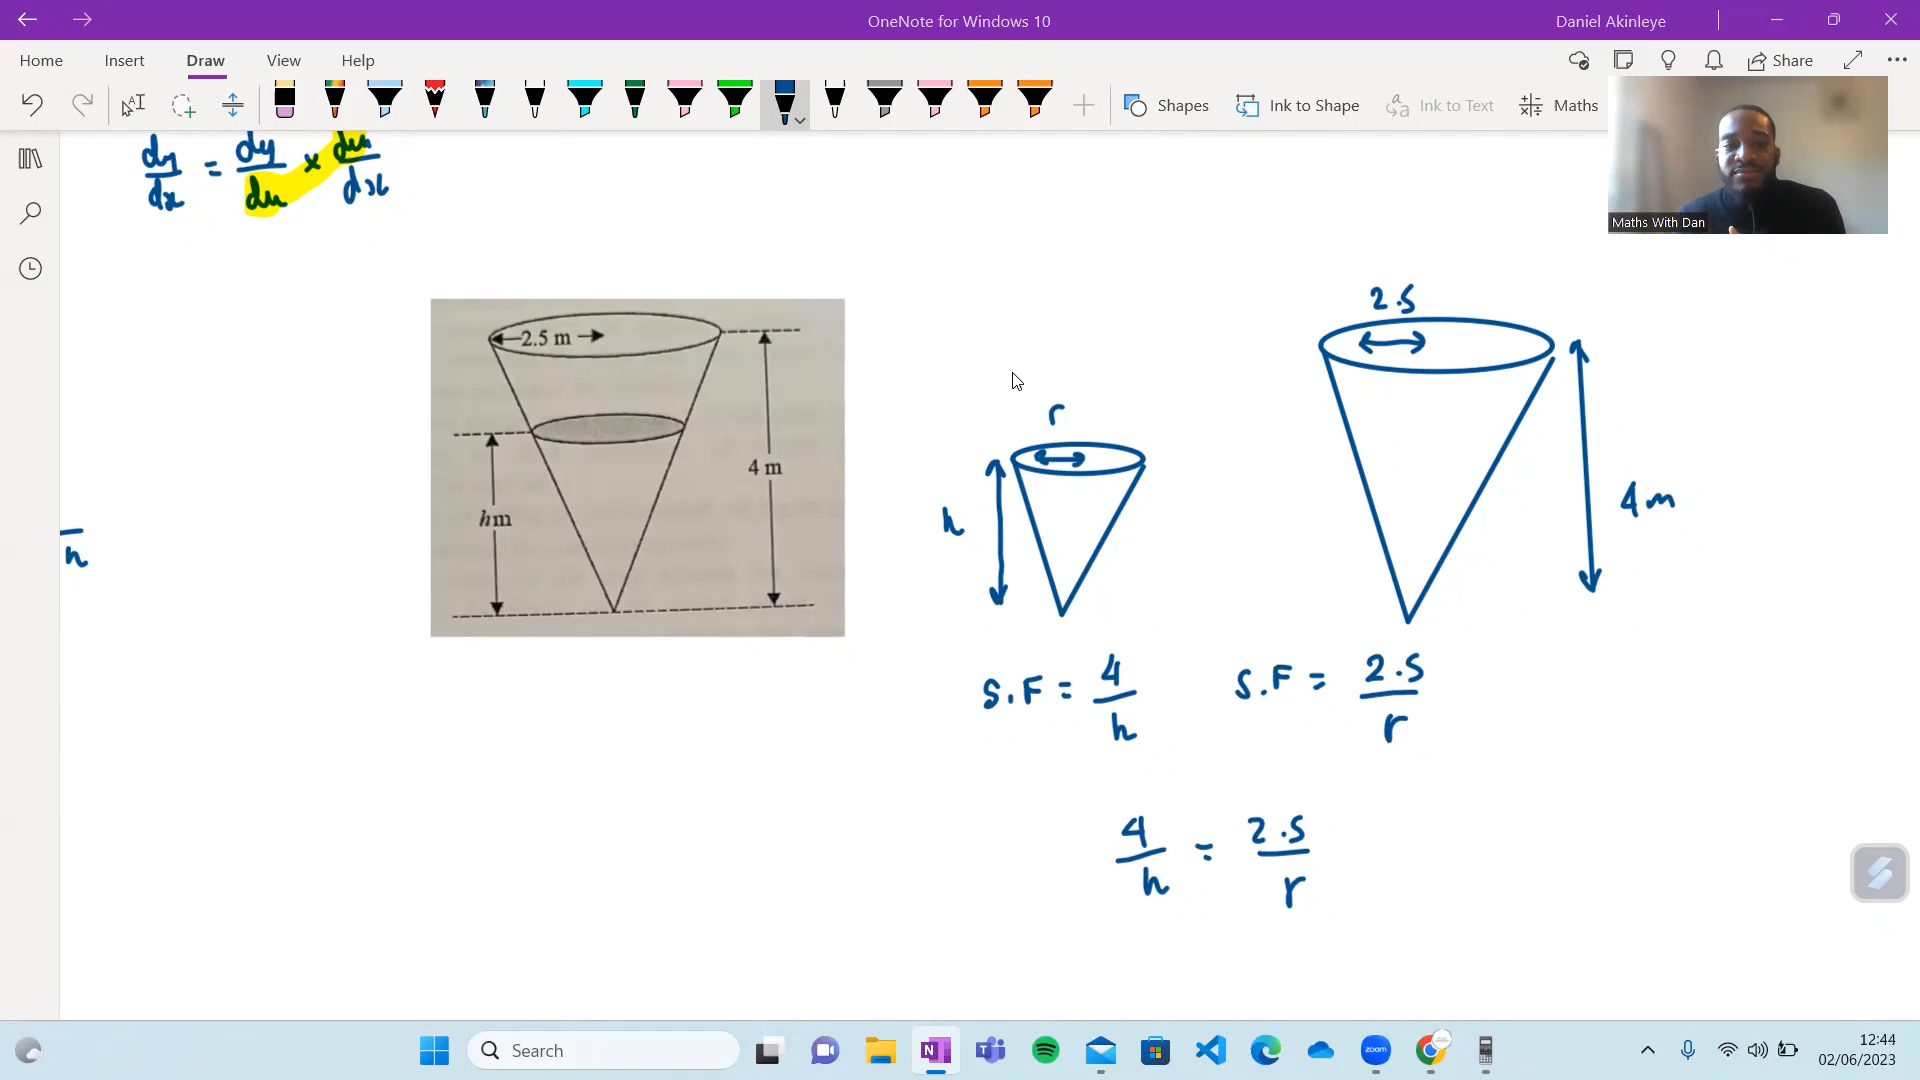 OneNote for Windows 10
Daniel Akinleye
Home Insert Draw View Help
Share
Shapes Ink to Shape Ink to Text Maths
Maths With Dan
dy/dx = dy/du × du/dx
2.5 m
4 m
hm
h
r
h
2.5
4m
S.F = 4/h
S.F = 2.5/r
4/h = 2.5/r
Search
zoom
12:44
02/06/2023